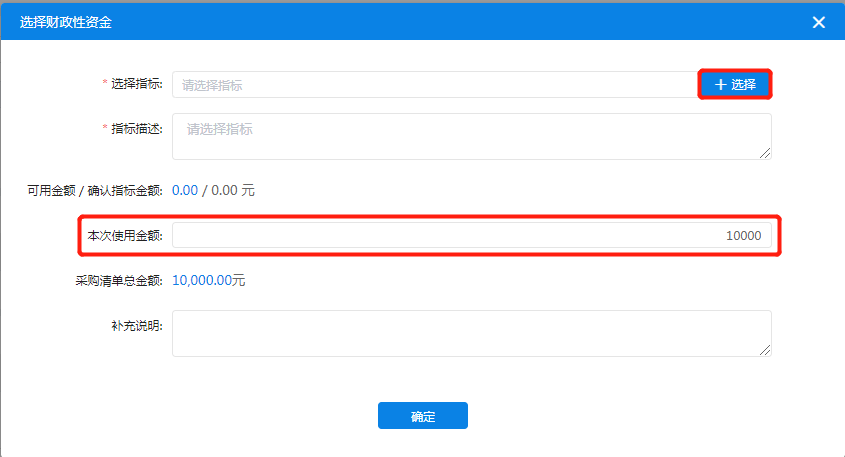 选择财政性资金
* 选择指标: 请选择指标 + 选择
* 指标描述: 请选择指标
可用金额 / 确认指标金额: 0.00 / 0.00 元
本次使用金额: 10000
采购清单总金额: 10,000.00元
补充说明:
确定